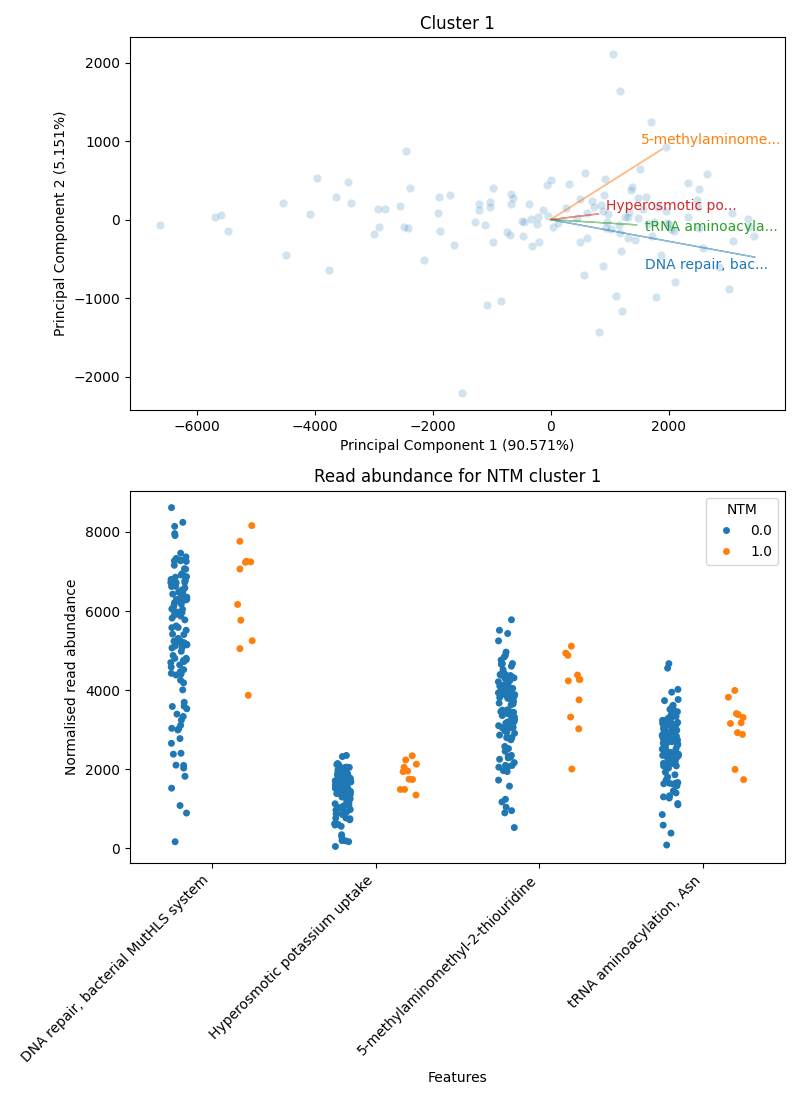 Cluster 1
Principal Component 2 (5.151%)
2000
1000
0
−1000
−2000
5-methylaminome...
Hyperosmotic po...
tRNA aminoacyla...
DNA repair, bac...
−6000 −4000 −2000 0 2000
Principal Component 1 (90.571%)
Read abundance for NTM cluster 1
Normalised read abundance
8000
6000
4000
2000
0
NTM
0.0
1.0
DNA repair, bacterial MutHLS system
Hyperosmotic potassium uptake
5-methylaminomethyl-2-thiouridine
tRNA aminoacylation, Asn
Features